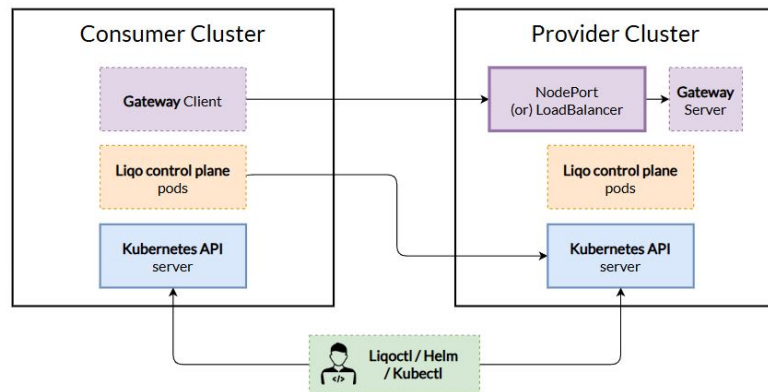 Consumer Cluster
Provider Cluster
Gateway Client
NodePort
(or) LoadBalancer
Gateway
Server
Liqo control plane
pods
Liqo control plane
pods
Kubernetes API
server
Kubernetes API
server
Liqoctl / Helm
/ Kubectl